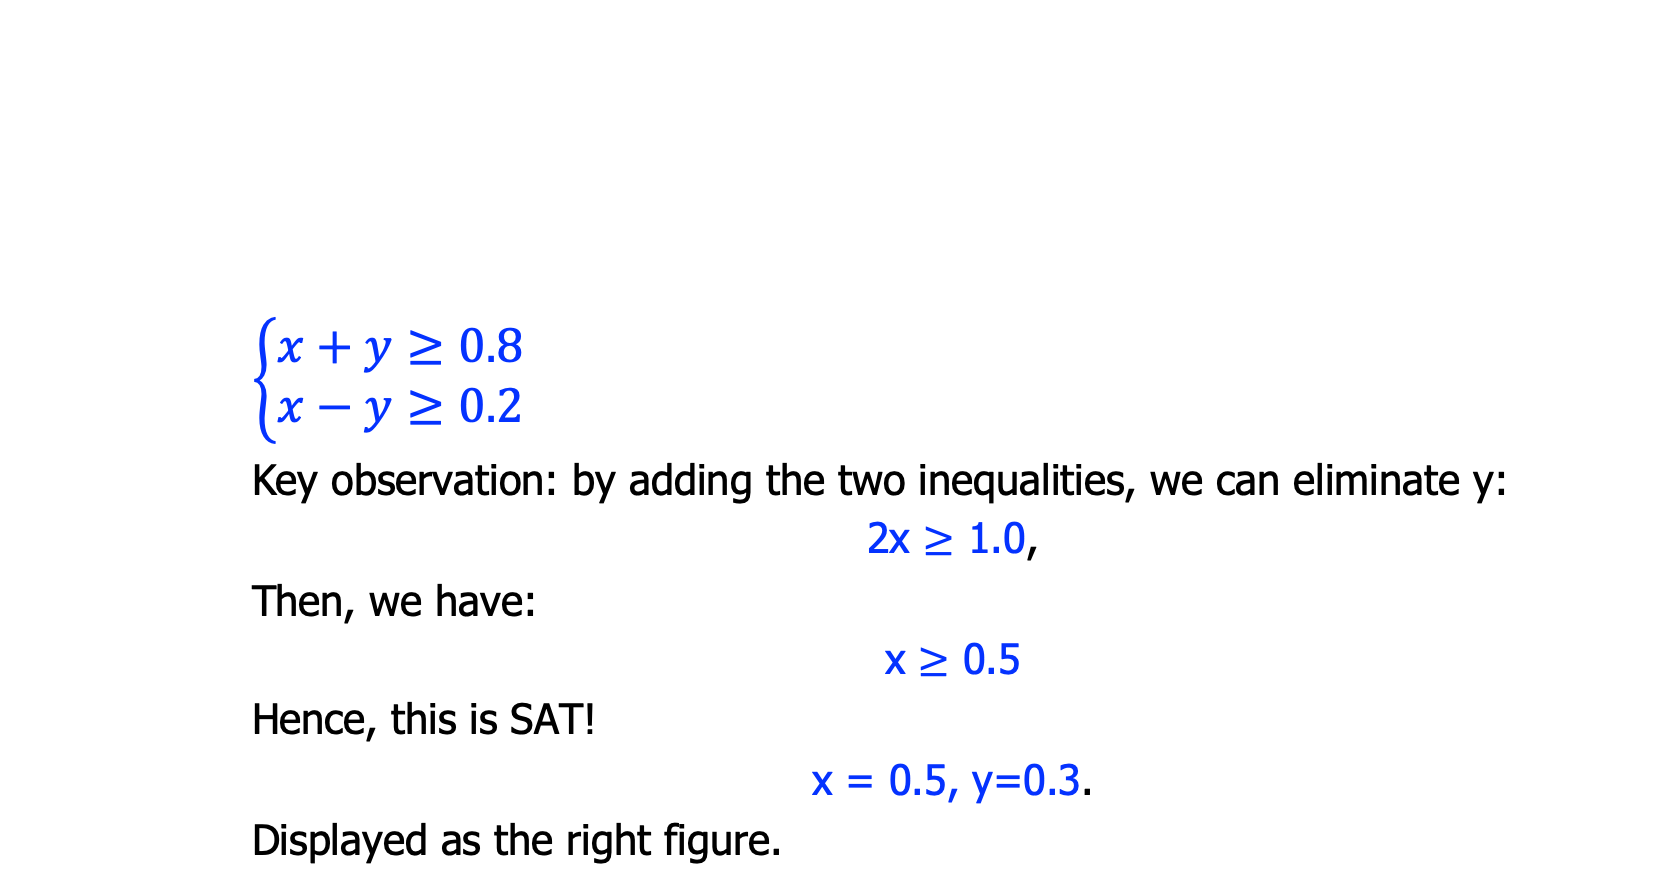 x + y ≥ 0.8
x − y ≥ 0.2
Key observation: by adding the two inequalities, we can eliminate y:
2x ≥ 1.0,
Then, we have:
x ≥ 0.5
Hence, this is SAT!
x = 0.5, y=0.3.
Displayed as the right figure.